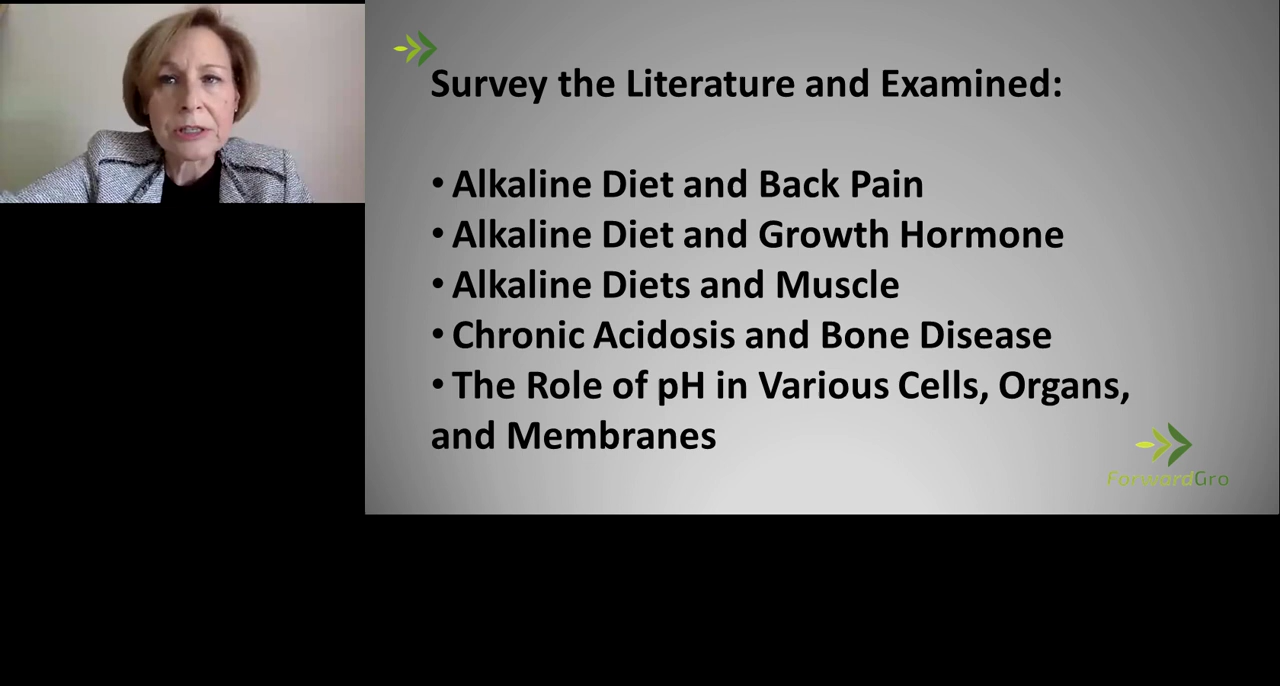 Survey the Literature and Examined:
• Alkaline Diet and Back Pain
• Alkaline Diet and Growth Hormone
• Alkaline Diets and Muscle
• Chronic Acidosis and Bone Disease
• The Role of pH in Various Cells, Organs,
and Membranes
ForwardGro